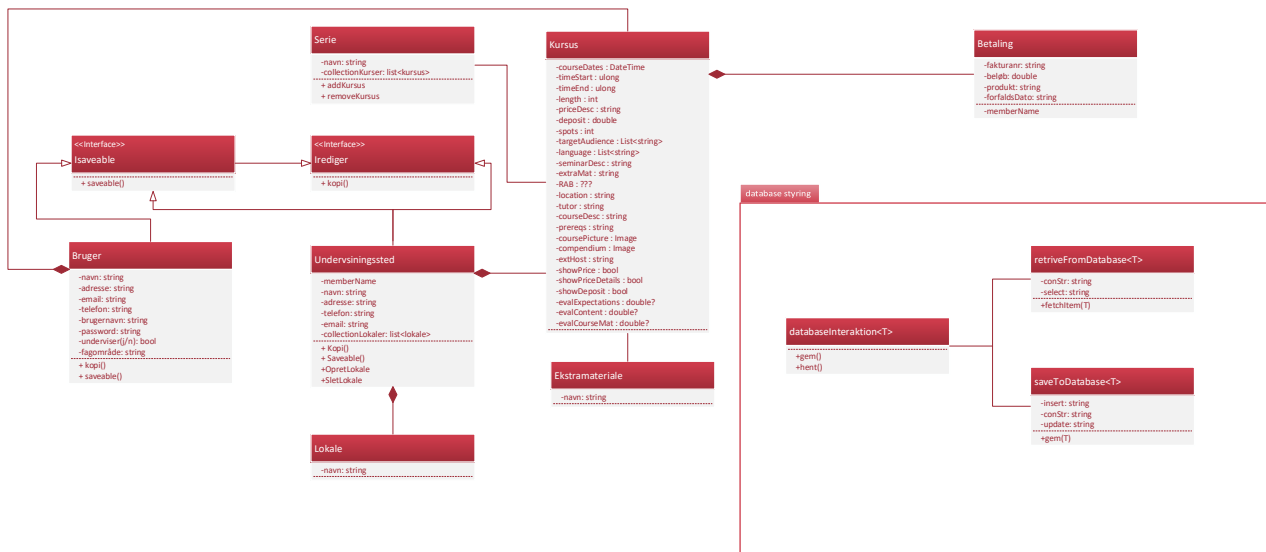 Serie
-navn: string
-collectionKurser: list<kursus>
+ addKursus
+ removeKursus
Kursus
-courseDates : DateTime
-timeStart : ulong
-timeEnd : ulong
-length : int
-priceDesc : string
-deposit : double
-spots : int
-targetAudience : List<string>
-language : List<string>
-seminarDesc : string
-extraMat : string
-RAB : ???
-location : string
-tutor : string
-courseDesc : string
-prereqs : string
-coursePicture : Image
-compendium : Image
-extHost : string
-showPrice : bool
-showPriceDetails : bool
-showDeposit : bool
-evalExpectations : double?
-evalContent : double?
-evalCourseMat : double?
Betaling
-fakturanr: string
-beløb: double
-produkt: string
-forfaldsDato: string
-memberName
<<Interface>>
Isaveable
+ saveable()
<<Interface>>
Irediger
+ kopi()
Bruger
-navn: string
-adresse: string
-email: string
-telefon: string
-brugernavn: string
-password: string
-underviser(j/n): bool
-fagområde: string
+ kopi()
+ saveable()
Undervsiningssted
-memberName
-navn: string
-adresse: string
-telefon: string
-email: string
-collectionLokaler: list<lokale>
+ Kopi()
+ Saveable()
+OpretLokale
+SletLokale
Ekstramateriale
-navn: string
Lokale
-navn: string
database styring
retriveFromDatabase<T>
-conStr: string
-select: string
+fetchItem(T)
databaseInteraktion<T>
+gem()
+hent()
saveToDatabase<T>
-insert: string
-conStr: string
-update: string
+gem(T)